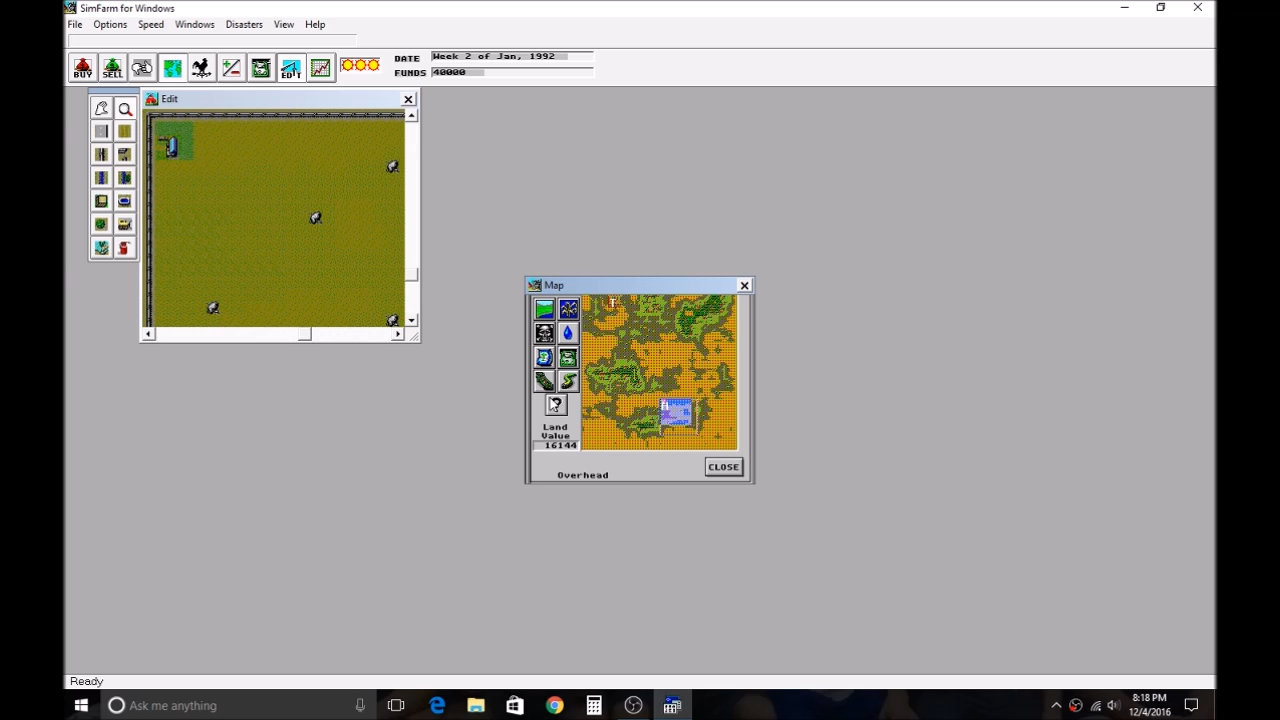 SimFarm for Windows
File Options Speed Windows Disasters View Help
BUY SELL EDIT
DATE Week 2 of Jan, 1992
FUNDS 40000
Edit
Map
Land
Value
16144
CLOSE
Overhead
Ready
Ask me anything
8:18 PM
12/4/2016